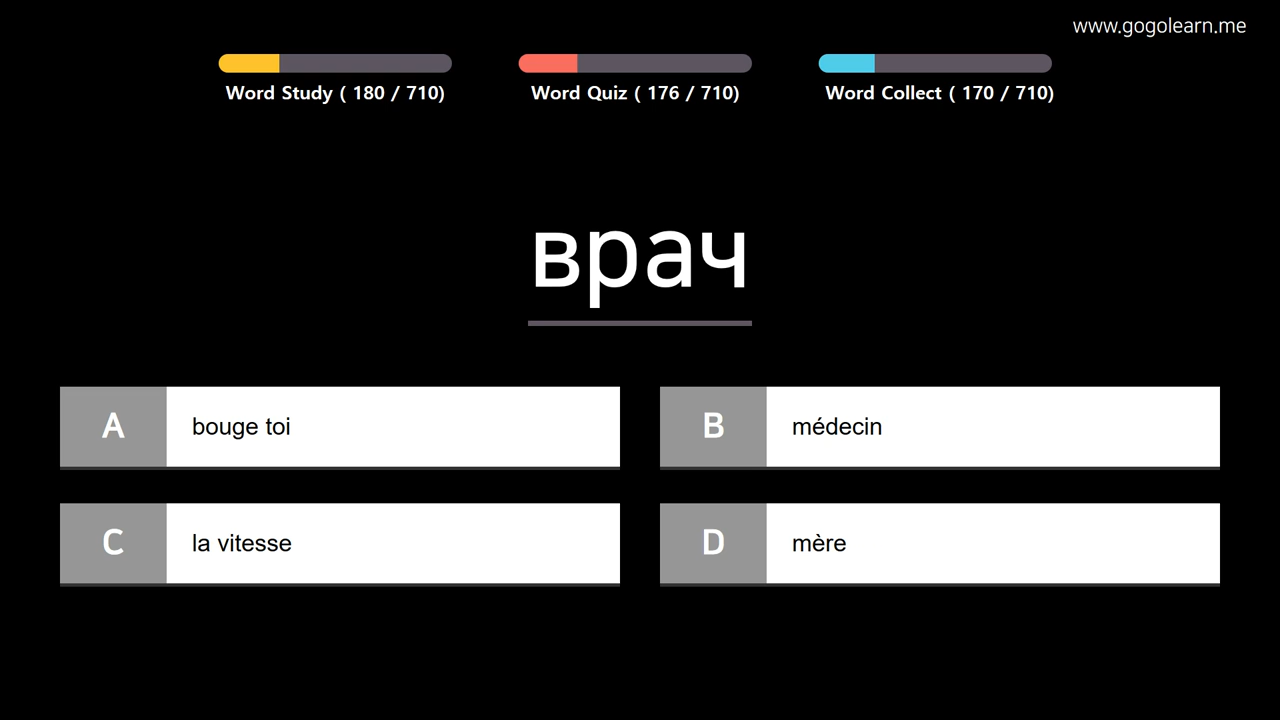 www.gogolearn.me
Word Study ( 180 / 710)
Word Quiz ( 176 / 710)
Word Collect ( 170 / 710)
врач
A bouge toi
B médecin
C la vitesse
D mère